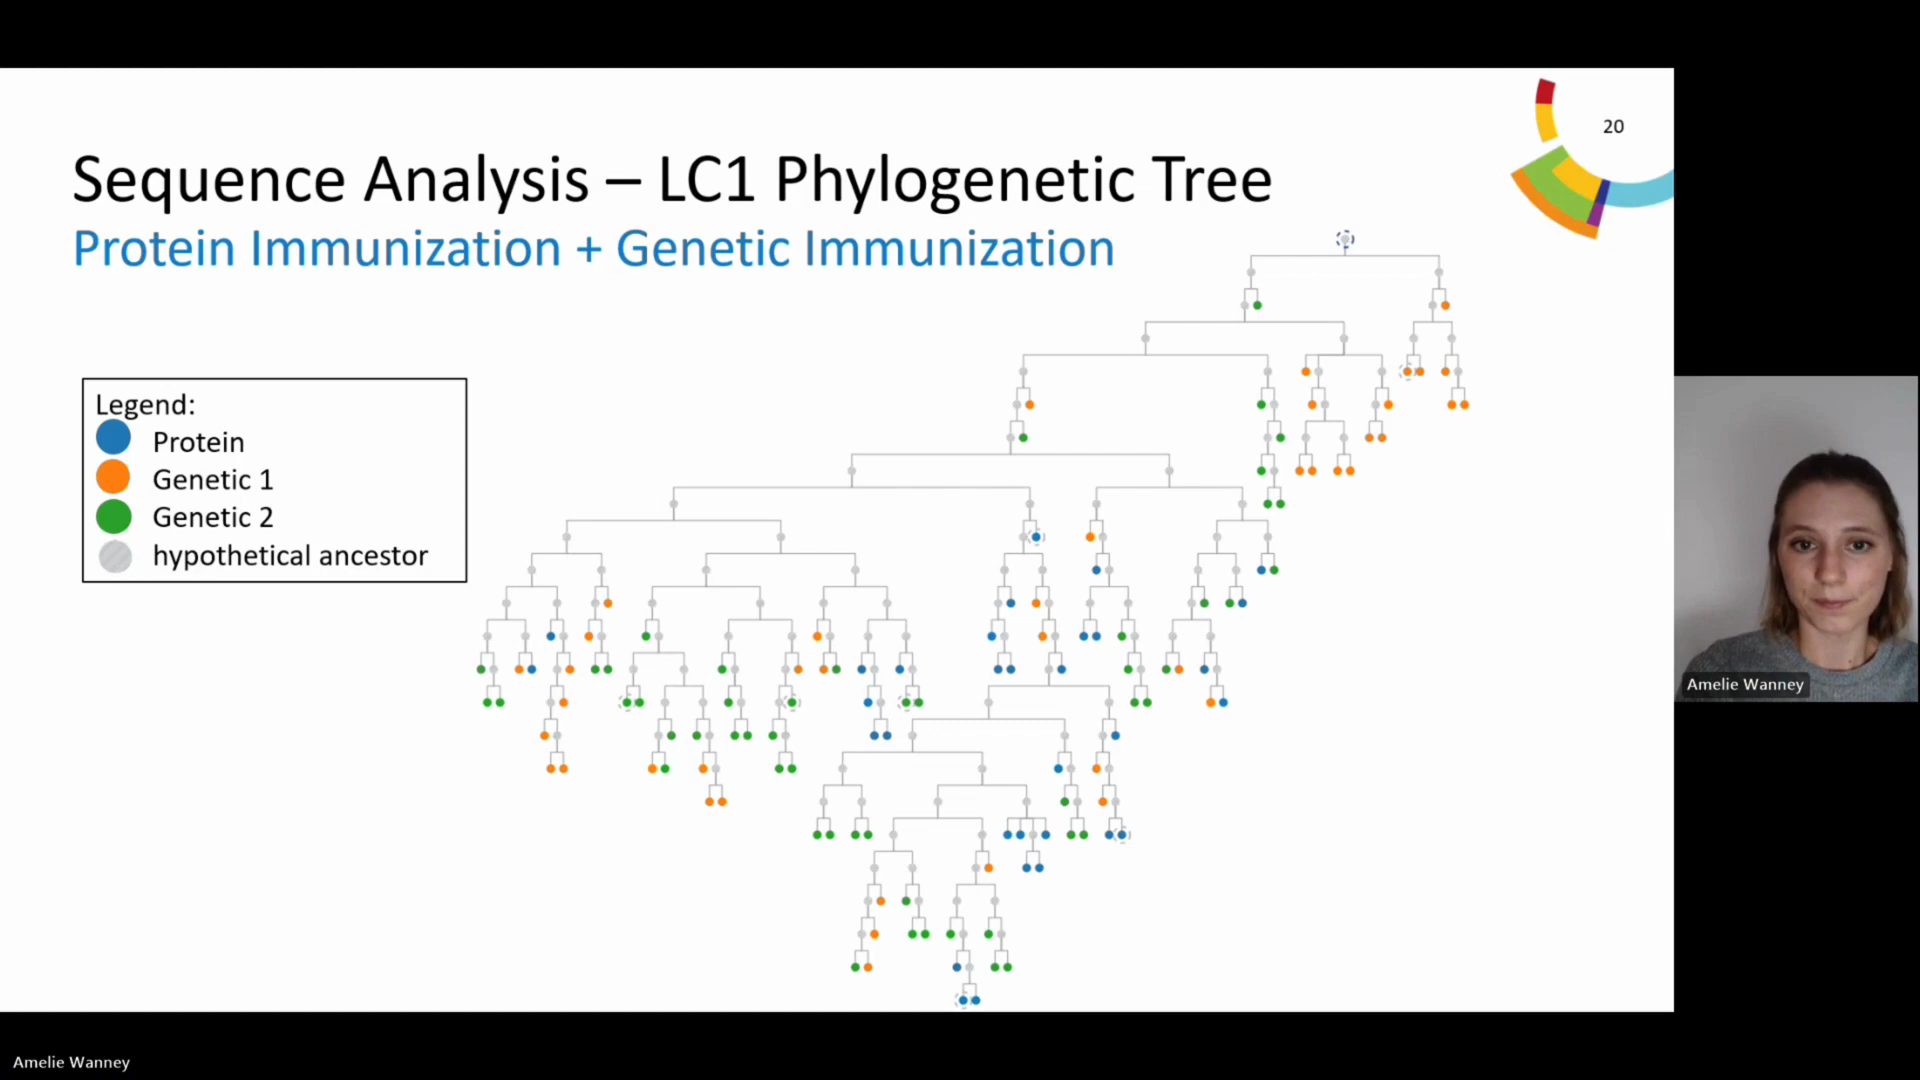 20
Sequence Analysis – LC1 Phylogenetic Tree
Protein Immunization + Genetic Immunization
Legend:
Protein
Genetic 1
Genetic 2
hypothetical ancestor
Amelie Wanney
Amelie Wanney